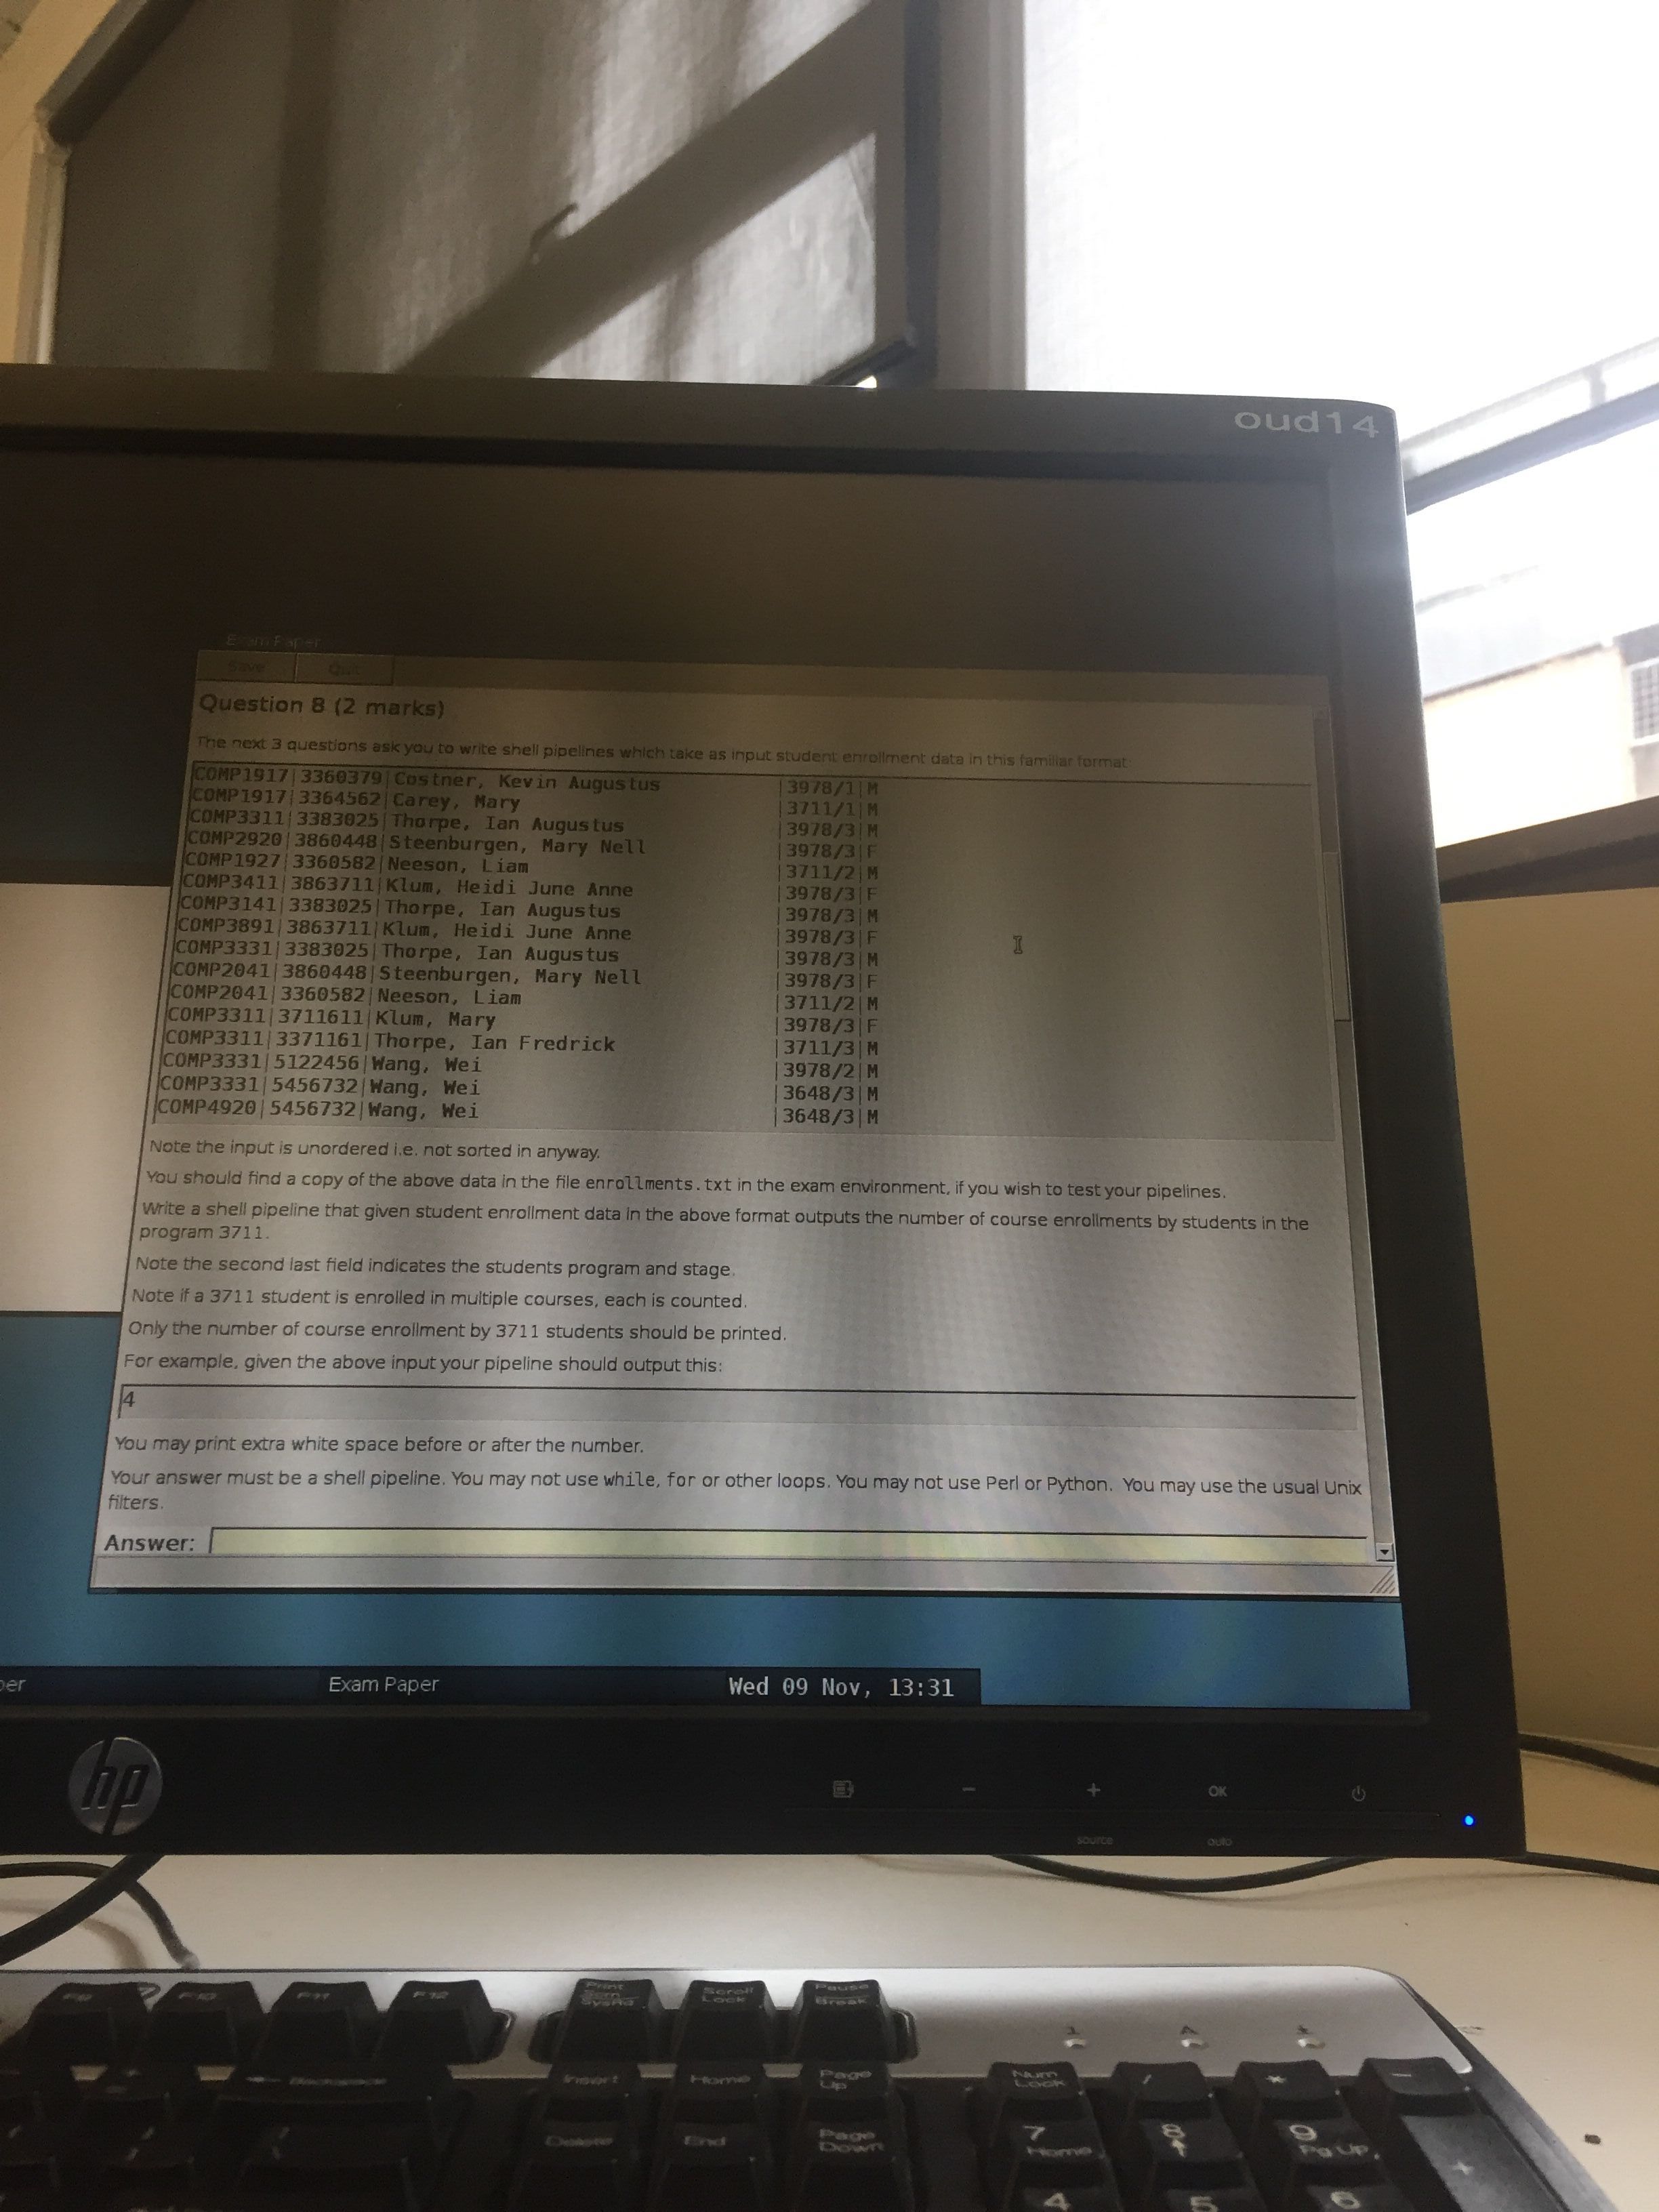 oud14
Exam Paper
Save Quit
Question 8 (2 marks)
The next 3 questions ask you to write shell pipelines which take as input student enrollment data in this familiar format:
COMP1917|3360379|Costner, Kevin Augustus |3978/1|M
COMP1917|3364562|Carey, Mary |3711/1|M
COMP3311|3383025|Thorpe, Ian Augustus |3978/3|M
COMP2920|3860448|Steenburgen, Mary Nell |3978/3|F
COMP1927|3360582|Neeson, Liam |3711/2|M
COMP3411|3863711|Klum, Heidi June Anne |3978/3|F
COMP3141|3383025|Thorpe, Ian Augustus |3978/3|M
COMP3891|3863711|Klum, Heidi June Anne |3978/3|F
COMP3331|3383025|Thorpe, Ian Augustus |3978/3|M
COMP2041|3860448|Steenburgen, Mary Nell |3978/3|F
COMP2041|3360582|Neeson, Liam |3711/2|M
COMP3311|3711611|Klum, Mary |3978/3|F
COMP3311|3371161|Thorpe, Ian Fredrick |3711/3|M
COMP3331|5122456|Wang, Wei |3978/2|M
COMP3331|5456732|Wang, Wei |3648/3|M
COMP4920|5456732|Wang, Wei |3648/3|M
Note the input is unordered i.e. not sorted in anyway.
You should find a copy of the above data in the file enrollments.txt in the exam environment, if you wish to test your pipelines.
Write a shell pipeline that given student enrollment data in the above format outputs the number of course enrollments by students in the
program 3711.
Note the second last field indicates the students program and stage.
Note if a 3711 student is enrolled in multiple courses, each is counted.
Only the number of course enrollment by 3711 students should be printed.
For example, given the above input your pipeline should output this:
4
You may print extra white space before or after the number.
Your answer must be a shell pipeline. You may not use while, for or other loops. You may not use Perl or Python. You may use the usual Unix
filters.
Answer:
per Exam Paper Wed 09 Nov, 13:31
hp
- + OK
source auto
F9 F10 F11 F12 Print Scrn SysRq Scroll Lock Pause Break
1 A
Backspace Insert Home Page Up Num Lock / * -
Delete End Page Down 7 Home 8 9 Pg Up +
4 5 6